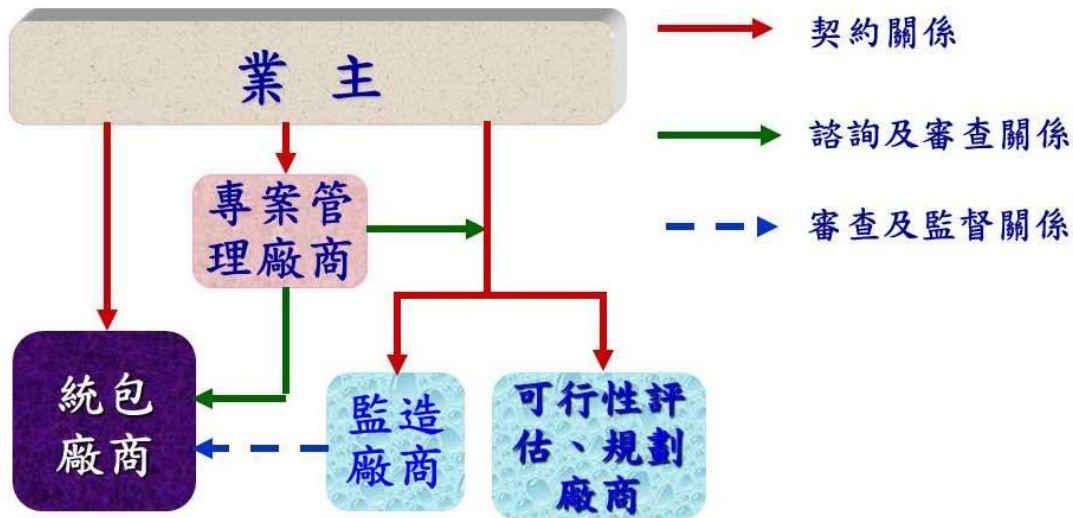 業 主
契約關係
諮詢及審查關係
審查及監督關係
專案管
理廠商
統包
廠商
監造
廠商
可行性評
估、規劃
廠商